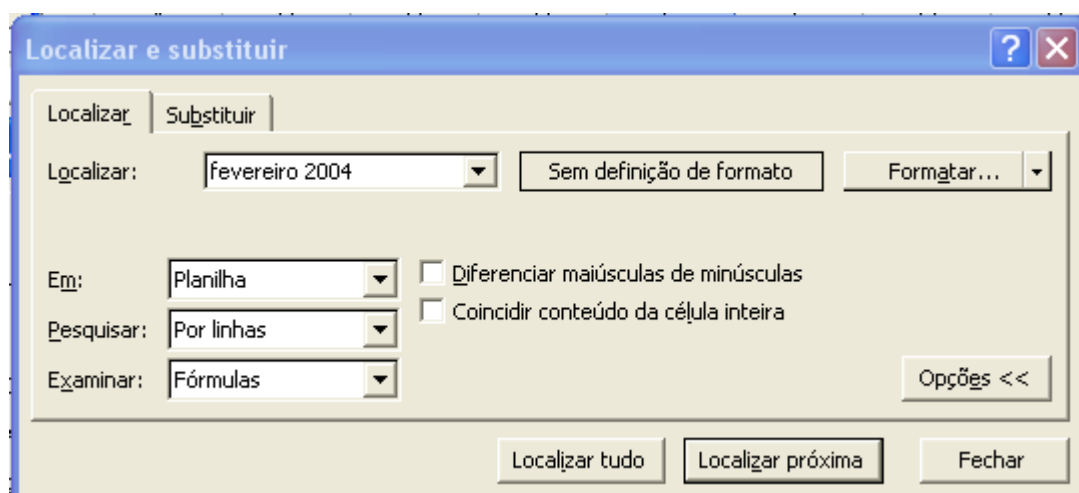 Localizar e substituir
Localizar
Substituir
Localizar:
fevereiro 2004
Sem definição de formato
Formatar...
Em:
Planilha
Diferenciar maiúsculas de minúsculas
Pesquisar:
Por linhas
Coincidir conteúdo da célula inteira
Examinar:
Fórmulas
Opções <<
Localizar tudo
Localizar próxima
Fechar